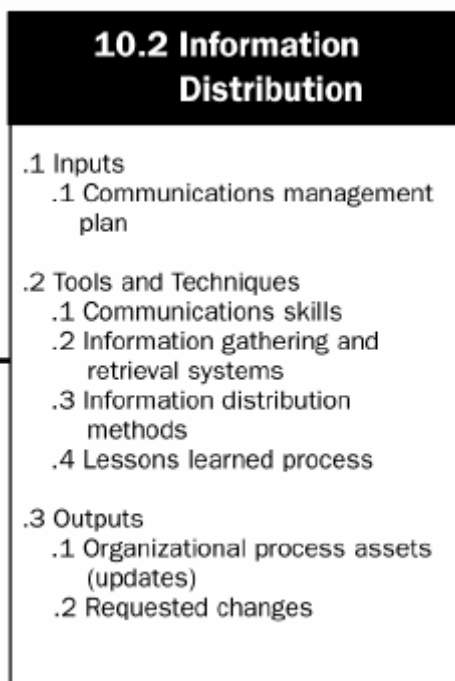 10.2 Information
Distribution
.1 Inputs
.1 Communications management
plan
.2 Tools and Techniques
.1 Communications skills
.2 Information gathering and
retrieval systems
.3 Information distribution
methods
.4 Lessons learned process
.3 Outputs
.1 Organizational process assets
(updates)
.2 Requested changes